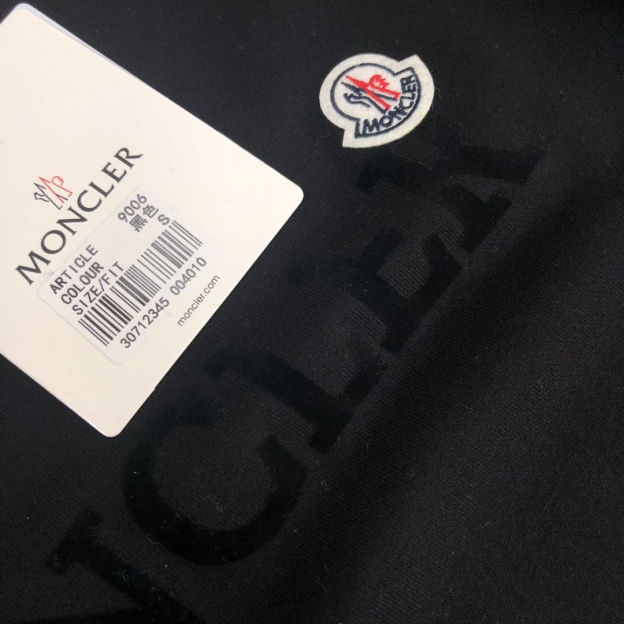 MONCLER
ARTICLE 9006
COLOUR 黑色
SIZE/FIT S
30712345 004010
moncler.com
MONCLER
NCLER